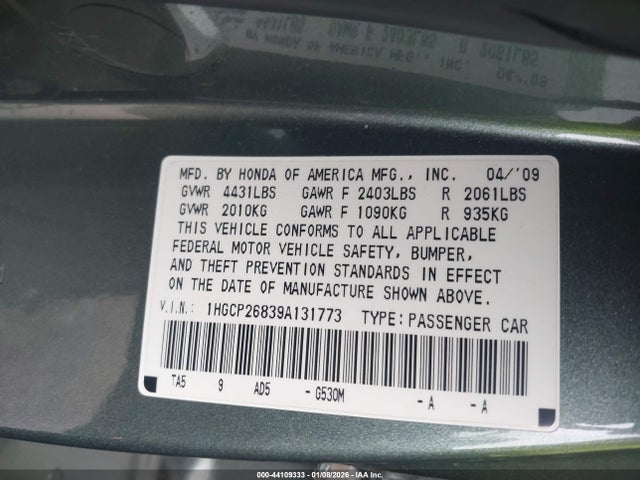 MFD. BY HONDA OF AMERICA MFG., INC. 04/'09
GVWR 4431LBS GAWR F 2403LBS R 2061LBS
GVWR 2010KG GAWR F 1090KG R 935KG
THIS VEHICLE CONFORMS TO ALL APPLICABLE
FEDERAL MOTOR VEHICLE SAFETY, BUMPER,
AND THEFT PREVENTION STANDARDS IN EFFECT
ON THE DATE OF MANUFACTURE SHOWN ABOVE.
V.I.N.: 1HGCP26839A131773 TYPE: PASSENGER CAR
TA5 9 AD5 - G530M - A - A
000-44109333 - 01/08/2026 - IAA Inc.